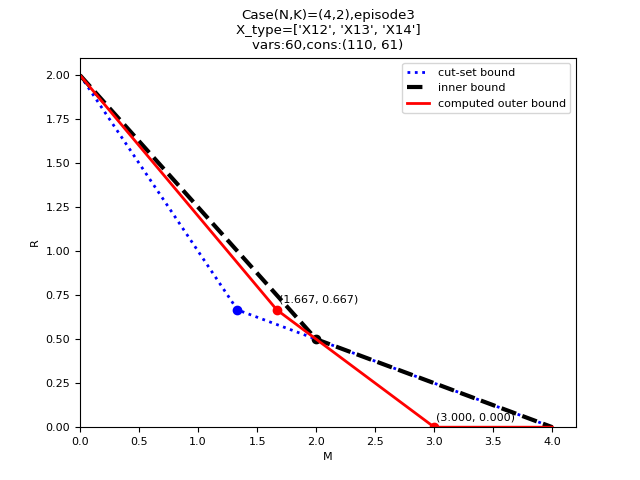 Case(N,K)=(4,2),episode3
X_type=['X12', 'X13', 'X14']
vars:60,cons:(110, 61)
cut-set bound
inner bound
computed outer bound
2.00
1.75
1.50
1.25
1.00
0.75
0.50
0.25
0.00
R
(1.667, 0.667)
(3.000, 0.000)
0.0 0.5 1.0 1.5 2.0 2.5 3.0 3.5 4.0
M